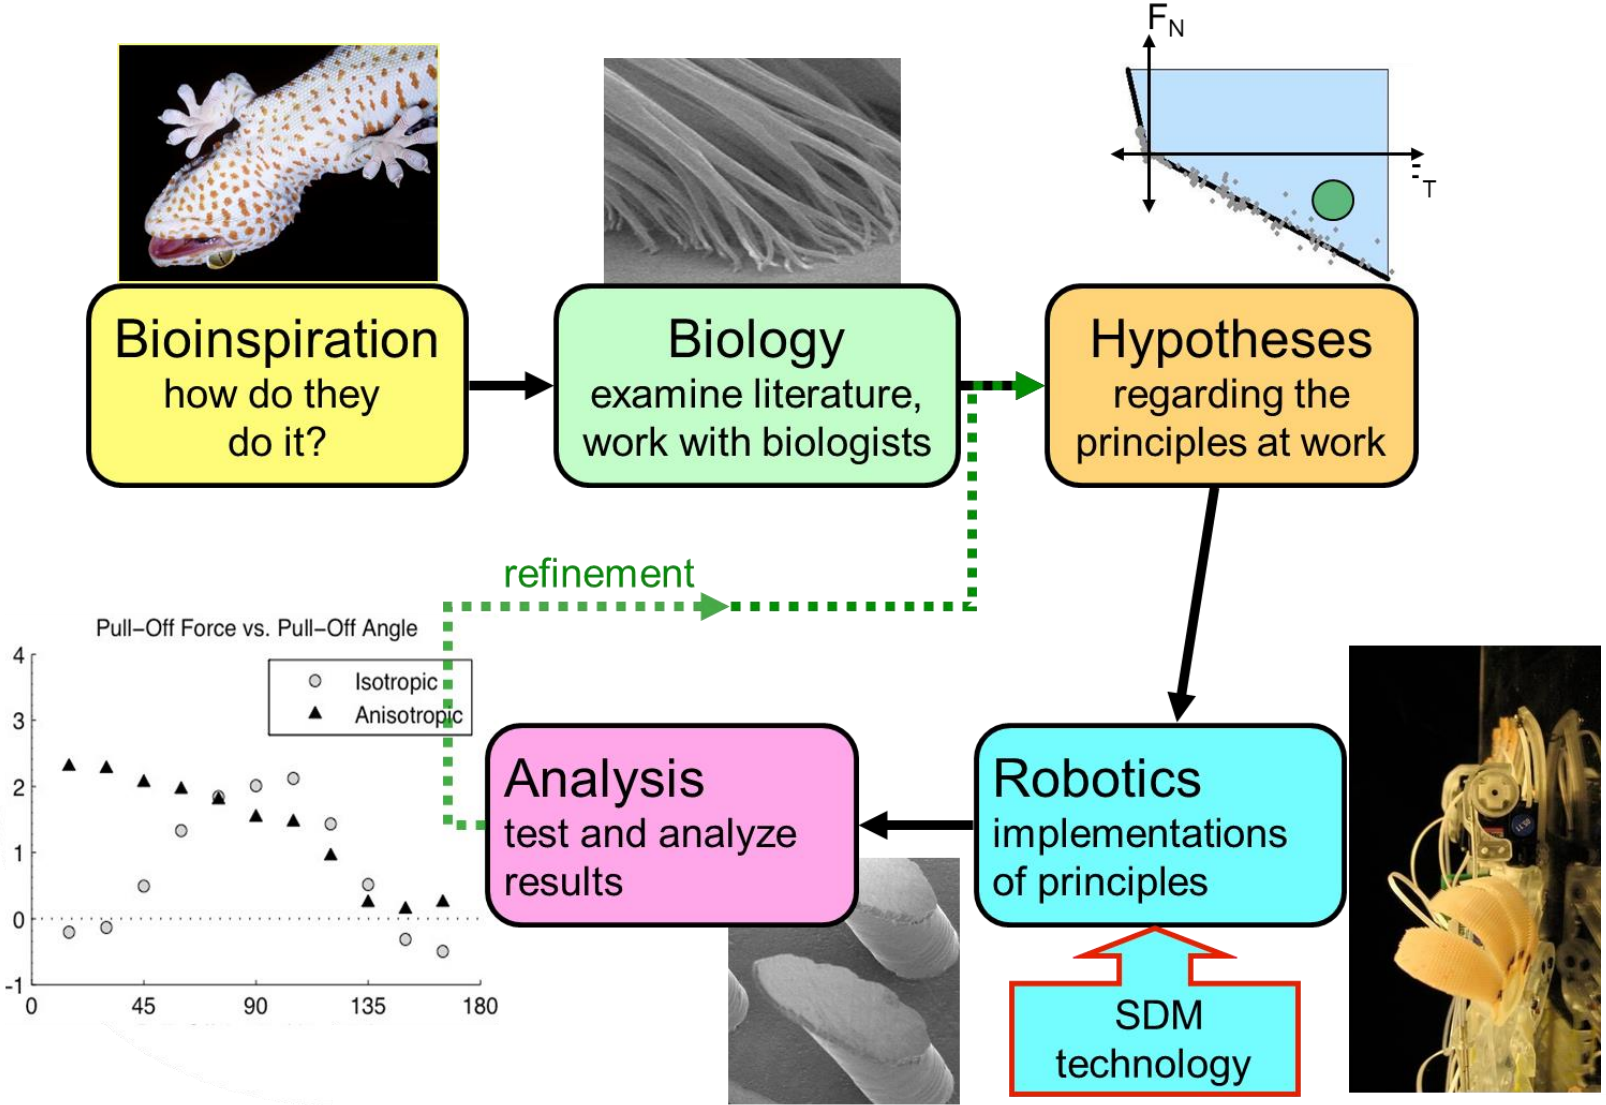 F_N
F_T
Bioinspiration
how do they
do it?
Biology
examine literature,
work with biologists
Hypotheses
regarding the
principles at work
refinement
Pull-Off Force vs. Pull-Off Angle
Isotropic
Anisotropic
4
3
2
1
0
-1
0 45 90 135 180
Analysis
test and analyze
results
Robotics
implementations
of principles
SDM
technology